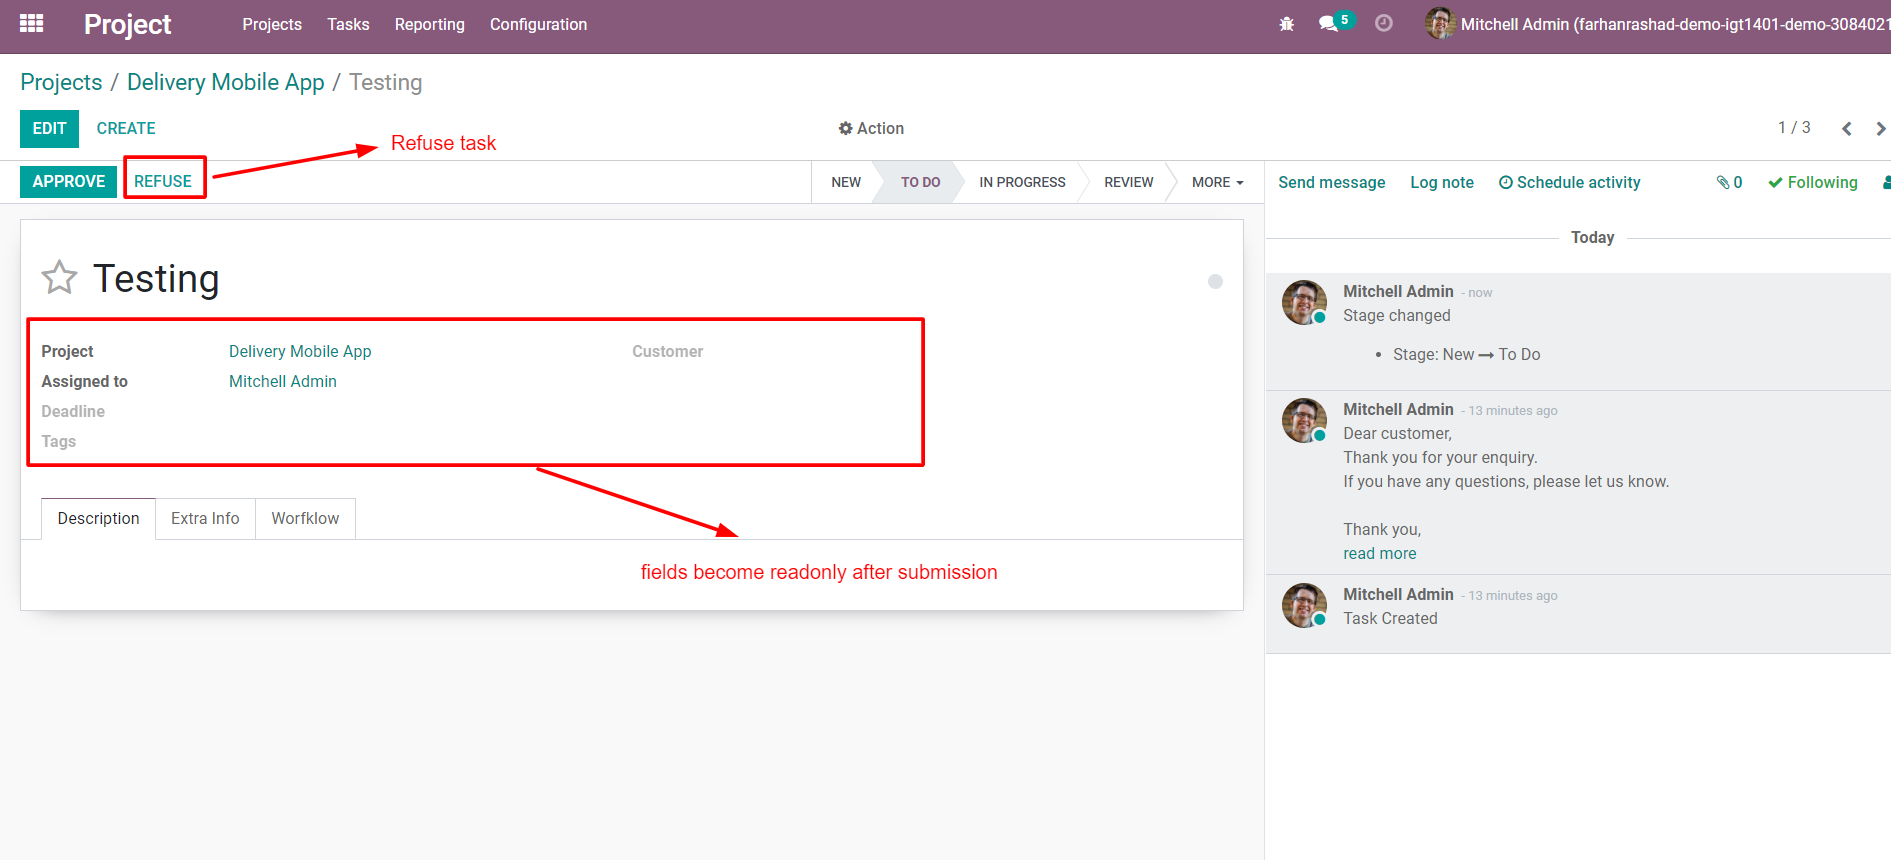 Project
Projects Tasks Reporting Configuration
5
Mitchell Admin (farhanrashad-demo-igt1401-demo-3084021
Projects / Delivery Mobile App / Testing
EDIT CREATE
Action
1 / 3
Refuse task
APPROVE REFUSE
NEW TO DO IN PROGRESS REVIEW MORE
Send message Log note Schedule activity 0 Following
Today
Testing
Project Delivery Mobile App Customer
Assigned to Mitchell Admin
Deadline
Tags
Description Extra Info Worfklow
fields become readonly after submission
Mitchell Admin - now
Stage changed
• Stage: New → To Do
Mitchell Admin - 13 minutes ago
Dear customer,
Thank you for your enquiry.
If you have any questions, please let us know.
Thank you,
read more
Mitchell Admin - 13 minutes ago
Task Created